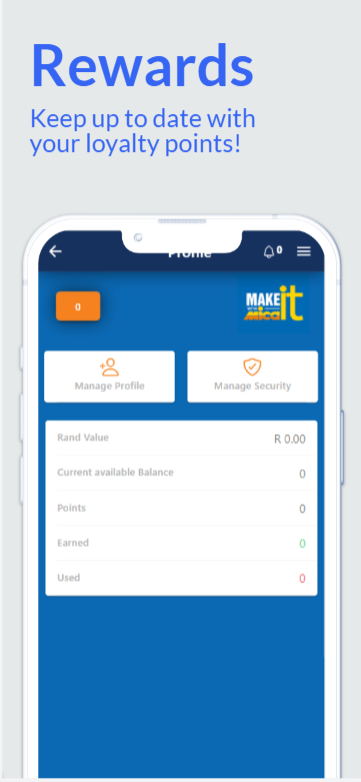 Rewards
Keep up to date with
your loyalty points!
Profile
0
0
MAKE it
mica
Manage Profile
Manage Security
Rand Value
R 0.00
Current available Balance
0
Points
0
Earned
0
Used
0